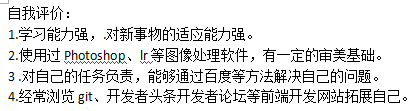 自我评价：
1.学习能力强，.对新事物的适应能力强。
2.使用过 Photoshop、lr 等图像处理软件，有一定的审美基础。
3 .对自己的任务负责，能够通过百度等方法解决自己的问题。
4.经常浏览 git、开发者头条开发者论坛等前端开发网站拓展自己。